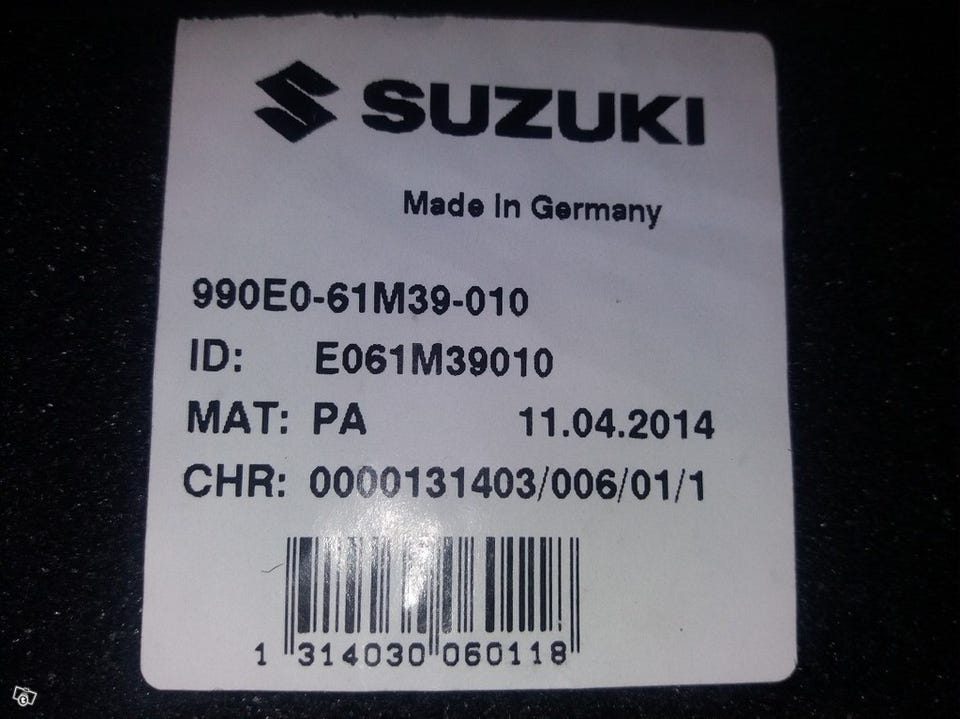 SUZUKI
Made In Germany
990E0-61M39-010
ID: E061M39010
MAT: PA 11.04.2014
CHR: 0000131403/006/01/1
1 314030 060118